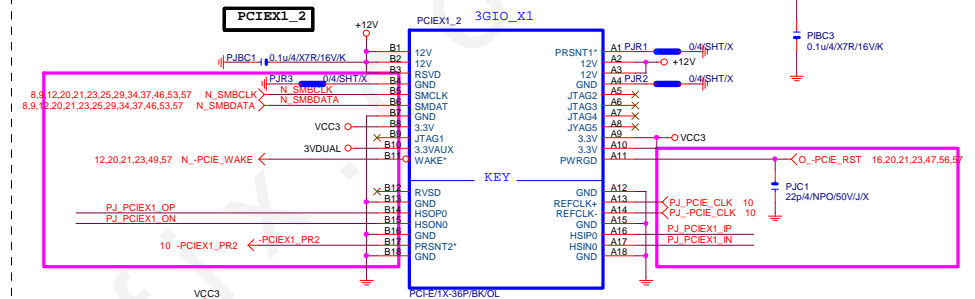 PCIEX1_2
PCIEX1_2 3GIO_X1
+12V
PIBC3
0.1u/4/X7R/16V/K
PJBC1 0.1u/4/X7R/16V/K
B1 12V PRSNT1* A1 PJR1 0/4/SHT/X
B2 12V 12V A2 +12V
B3 RSVD 12V A3
PJR3 0/4/SHT/X B4 GND GND A4 PJR2 0/4/SHT/X
8,9,12,20,21,23,25,29,34,37,46,53,57 N_SMBCLK N_SMBCLK B5 SMCLK JTAG2 A5
8,9,12,20,21,23,25,29,34,37,46,53,57 N_SMBDATA N_SMBDATA B6 SMDAT JTAG3 A6
B7 GND JTAG4 A7
VCC3 B8 3.3V JYAG5 A8
B9 JTAG1 3.3V A9 VCC3
3VDUAL B10 3.3VAUX 3.3V A10
12,20,21,23,49,57 N_-PCIE_WAKE B11 WAKE* PWRGD A11 O_-PCIE_RST 16,20,21,23,47,56,57
KEY
PJC1
22p/4/NPO/50V/J/X
B12 RVSD GND A12
B13 GND REFCLK+ A13 PJ_PCIE_CLK 10
PJ_PCIEX1_OP B14 HSOP0 REFCLK- A14 PJ_-PCIE_CLK 10
PJ_PCIEX1_ON B15 HSON0 GND A15
B16 GND HSIP0 A16 PJ_PCIEX1_IP
10 -PCIEX1_PR2 -PCIEX1_PR2 B17 PRSNT2* HSIN0 A17 PJ_PCIEX1_IN
B18 GND GND A18
VCC3
PCI-E/1X-36P/BK/OL